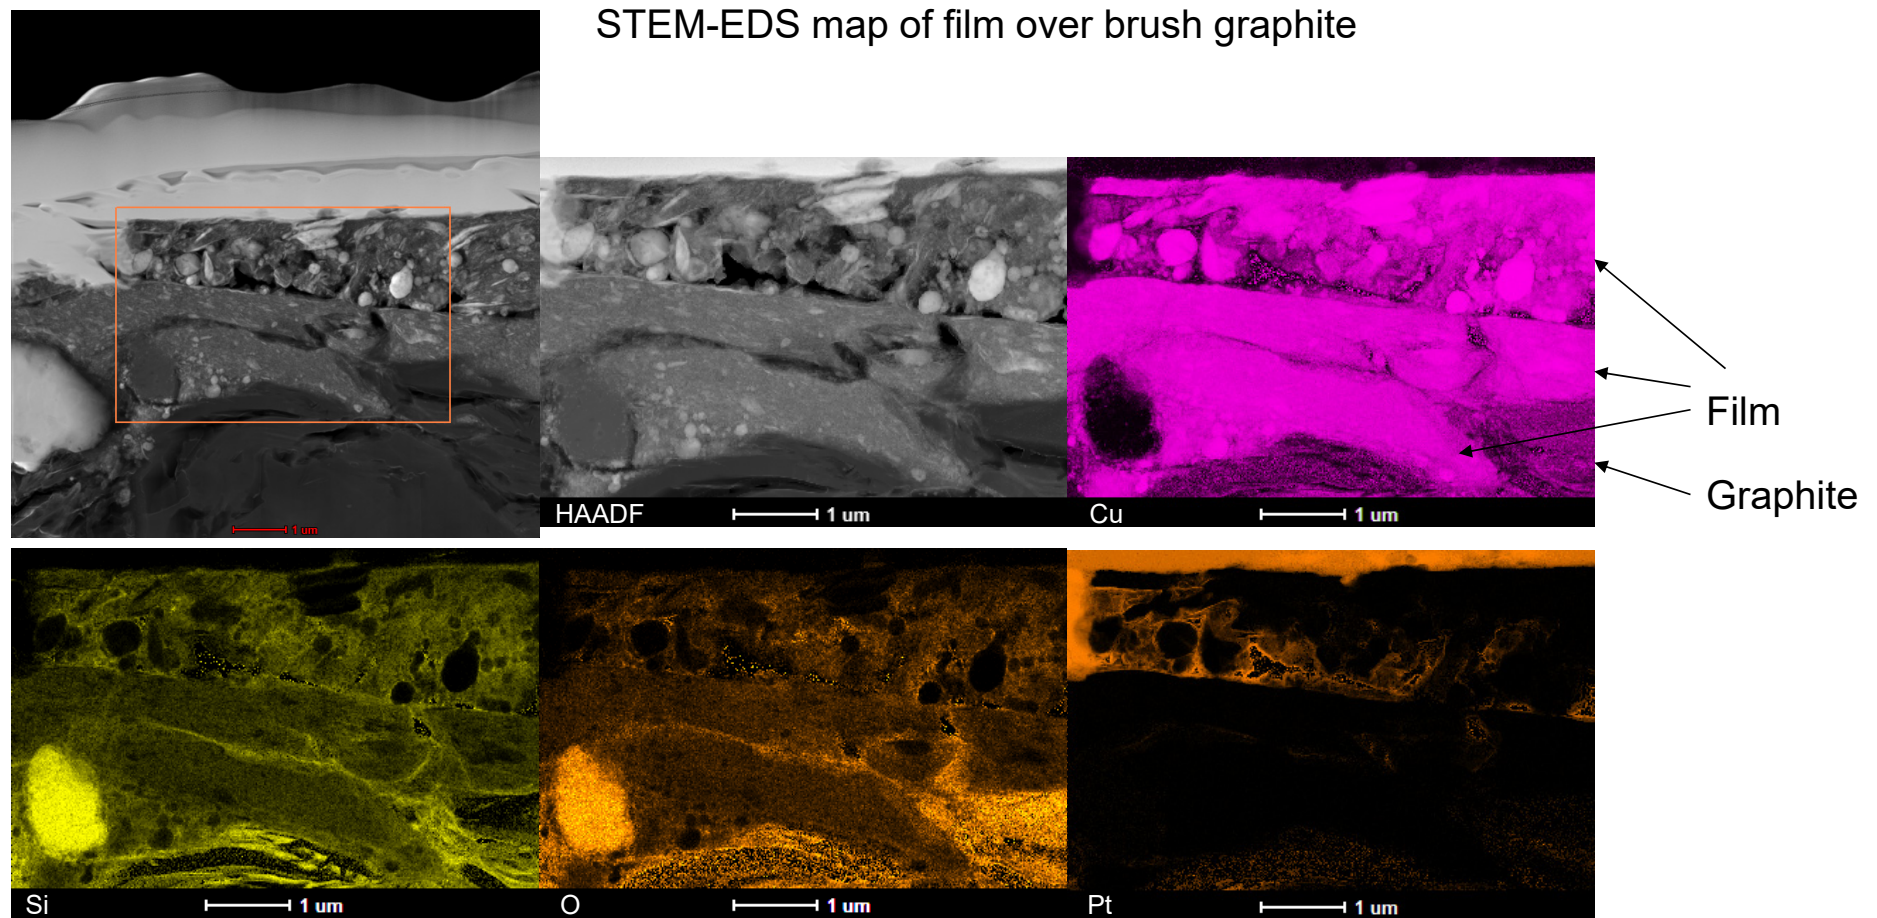 STEM-EDS map of film over brush graphite
1 um
HAADF 1 um
Cu 1 um
Film
Graphite
Si 1 um
O 1 um
Pt 1 um